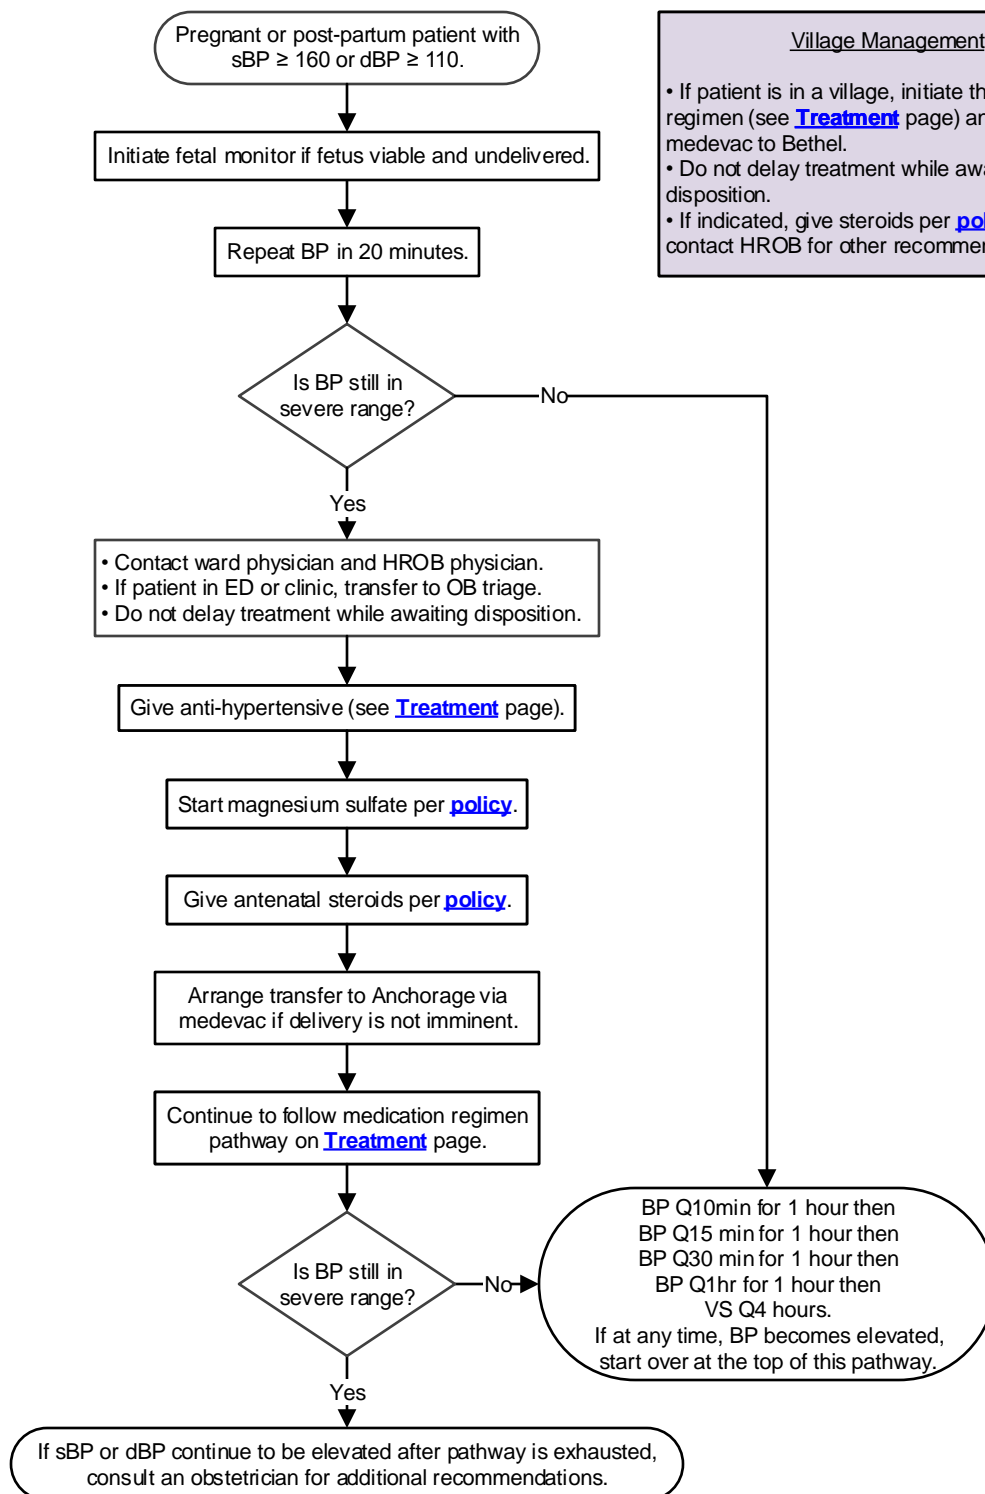 Pregnant or post-partum patient with
sBP ≥ 160 or dBP ≥ 110.
Initiate fetal monitor if fetus viable and undelivered.
Repeat BP in 20 minutes.
Is BP still in
severe range?
No
Yes
• Contact ward physician and HROB physician.
• If patient in ED or clinic, transfer to OB triage.
• Do not delay treatment while awaiting disposition.
Give anti-hypertensive (see Treatment page).
Start magnesium sulfate per policy.
Give antenatal steroids per policy.
Arrange transfer to Anchorage via
medevac if delivery is not imminent.
Continue to follow medication regimen
pathway on Treatment page.
Is BP still in
severe range?
No
Yes
If sBP or dBP continue to be elevated after pathway is exhausted,
consult an obstetrician for additional recommendations.
BP Q10min for 1 hour then
BP Q15 min for 1 hour then
BP Q30 min for 1 hour then
BP Q1hr for 1 hour then
VS Q4 hours.
If at any time, BP becomes elevated,
start over at the top of this pathway.
Village Management
• If patient is in a village, initiate
regimen (see Treatment page)
medevac to Bethel.
• Do not delay treatment while
disposition.
• If indicated, give steroids per
contact HROB for other